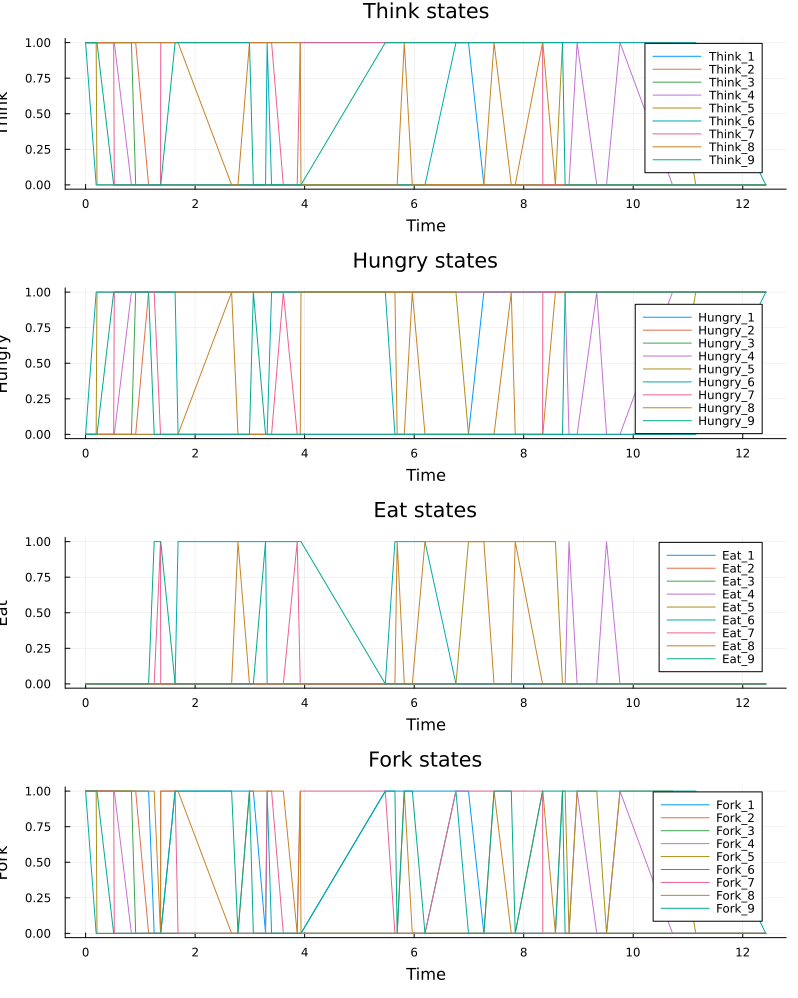 Think states
1.00
0.75
0.50
0.25
0.00
Think_1
Think_2
Think_3
Think_4
Think_5
Think_6
Think_7
Think_8
Think_9
0 2 4 6 8 10 12
Time
Hungry states
1.00
0.75
0.50
0.25
0.00
Hungry_1
Hungry_2
Hungry_3
Hungry_4
Hungry_5
Hungry_6
Hungry_7
Hungry_8
Hungry_9
0 2 4 6 8 10 12
Time
Eat states
1.00
0.75
0.50
0.25
0.00
Eat_1
Eat_2
Eat_3
Eat_4
Eat_5
Eat_6
Eat_7
Eat_8
Eat_9
0 2 4 6 8 10 12
Time
Fork states
1.00
0.75
0.50
0.25
0.00
Fork_1
Fork_2
Fork_3
Fork_4
Fork_5
Fork_6
Fork_7
Fork_8
Fork_9
0 2 4 6 8 10 12
Time